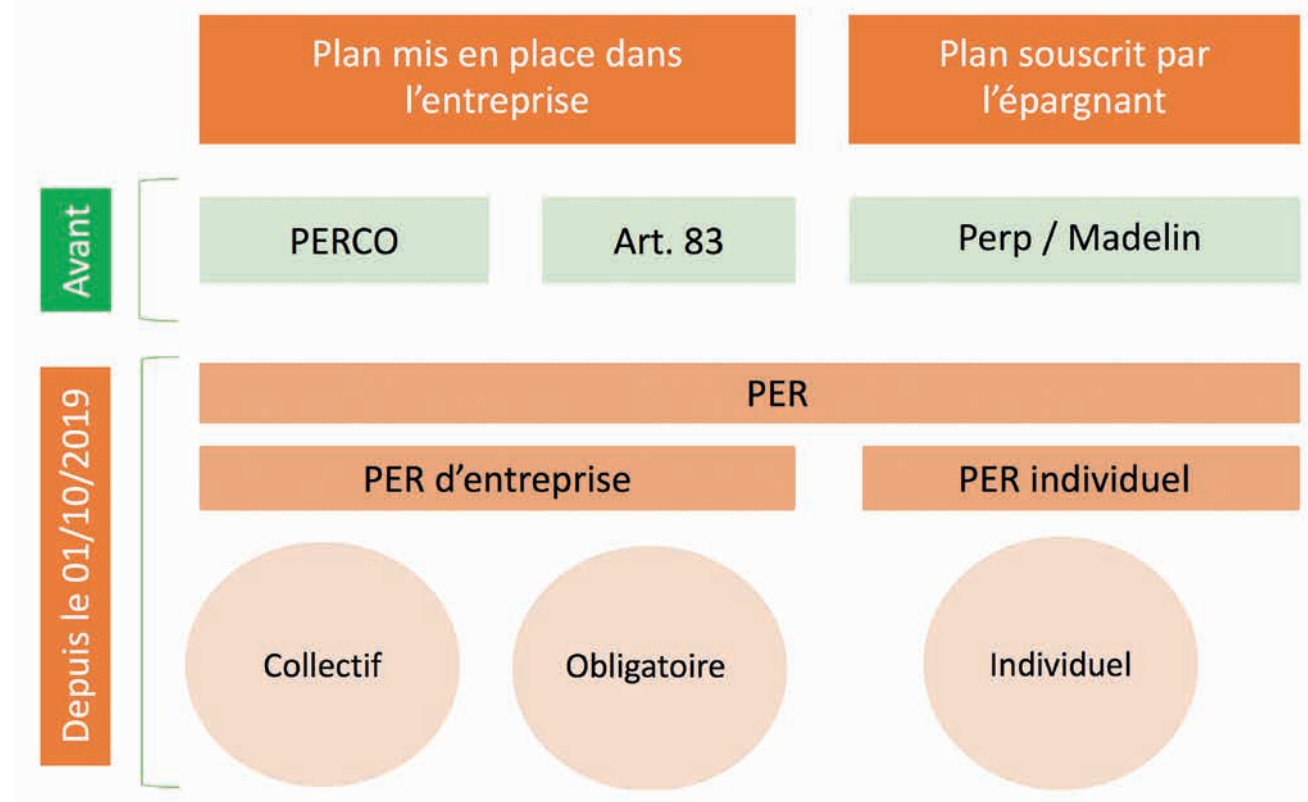 Plan mis en place dans
l’entreprise
Plan souscrit par
l’épargnant
Avant
PERCO
Art. 83
Perp / Madelin
Depuis le 01/10/2019
PER
PER d’entreprise
PER individuel
Collectif
Obligatoire
Individuel